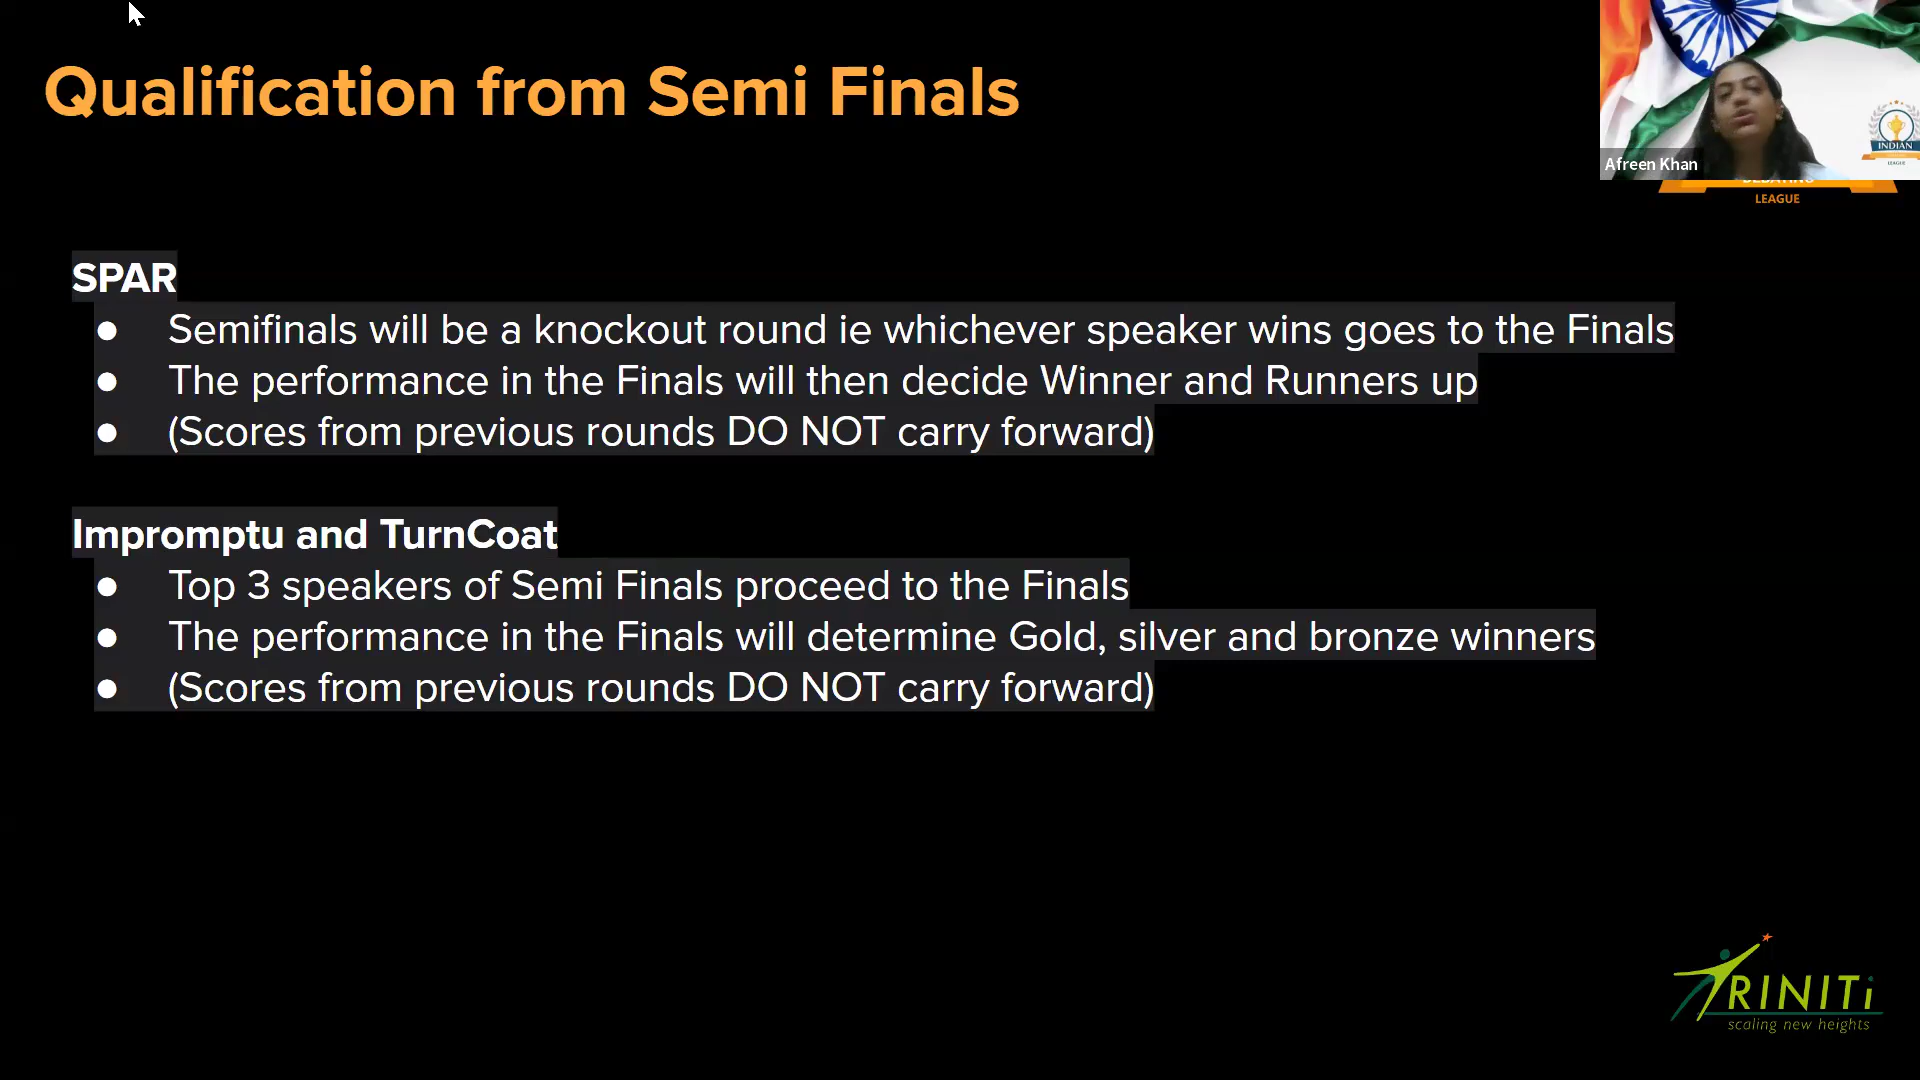 Qualification from Semi Finals
Afreen Khan
INDIAN
LEAGUE
LEAGUE
SPAR
● Semifinals will be a knockout round ie whichever speaker wins goes to the Finals
● The performance in the Finals will then decide Winner and Runners up
● (Scores from previous rounds DO NOT carry forward)
Impromptu and TurnCoat
● Top 3 speakers of Semi Finals proceed to the Finals
● The performance in the Finals will determine Gold, silver and bronze winners
● (Scores from previous rounds DO NOT carry forward)
TRINITi
scaling new heights